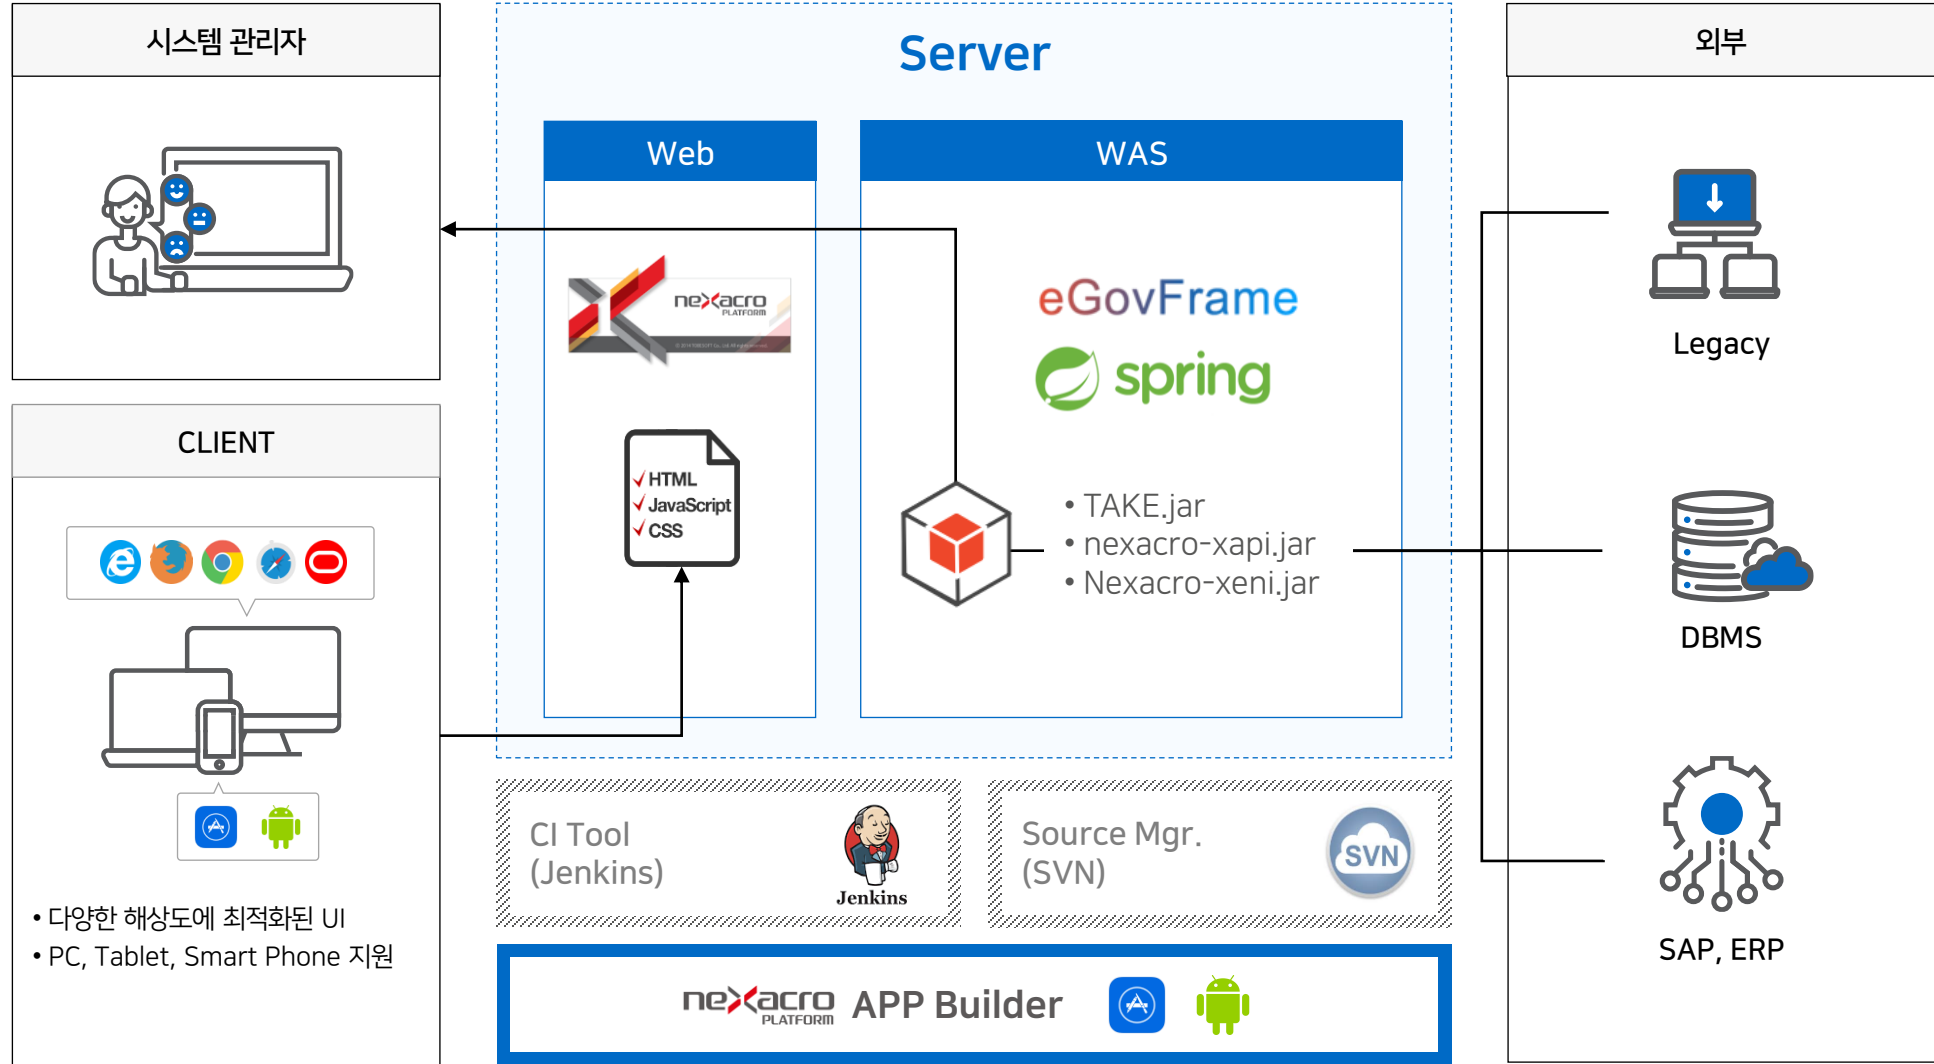 시스템 관리자
CLIENT
• 다양한 해상도에 최적화된 UI
• PC, Tablet, Smart Phone 지원
Server
Web
nexacro
PLATFORM
HTML
JavaScript
CSS
WAS
eGovFrame
spring
• TAKE.jar
• nexacro-xapi.jar
• Nexacro-xeni.jar
CI Tool
(Jenkins)
Jenkins
Source Mgr.
(SVN)
SVN
nexacro
PLATFORM
APP Builder
외부
Legacy
DBMS
SAP, ERP